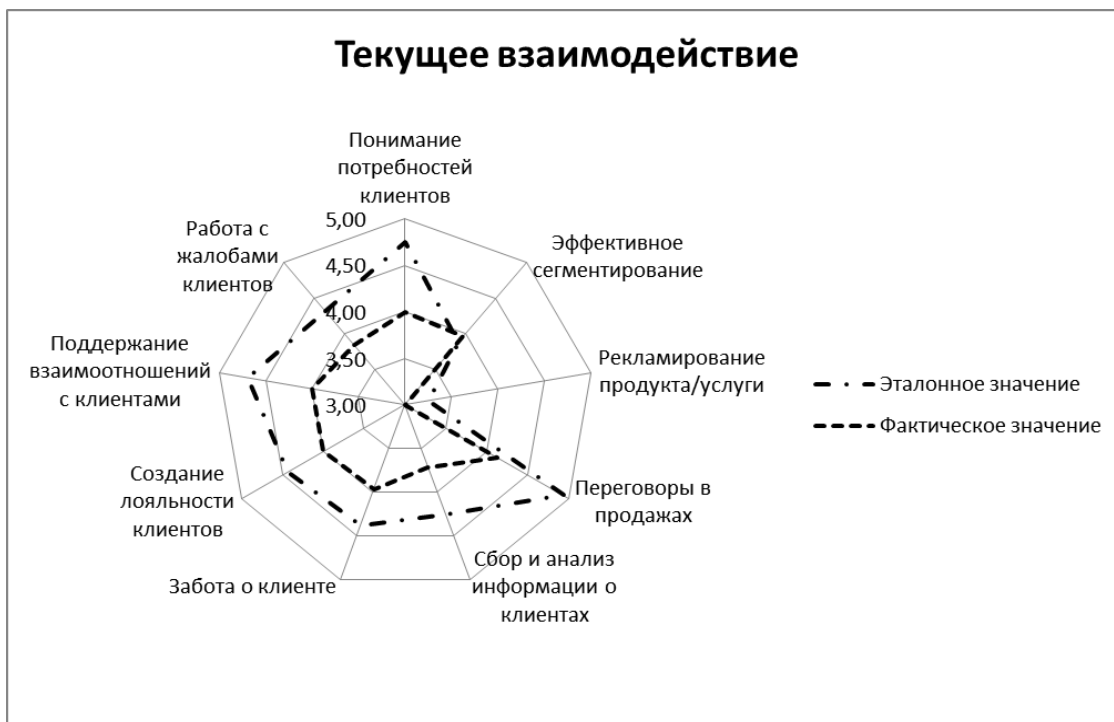 Текущее взаимодействие
Понимание
потребностей
клиентов
5,00
4,50
4,00
3,50
3,00
Эффективное
сегментирование
Рекламирование
продукта/услуги
Переговоры в
продажах
Сбор и анализ
информации о
клиентах
Забота о клиенте
Создание
лояльности
клиентов
Поддержание
взаимоотношений
с клиентами
Работа с
жалобами
клиентов
Эталонное значение
Фактическое значение